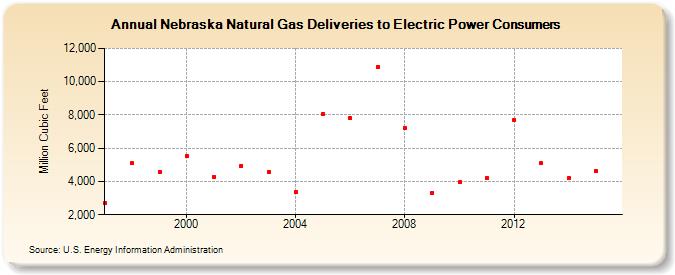 Annual Nebraska Natural Gas Deliveries to Electric Power Consumers
Million Cubic Feet
12,000
10,000
8,000
6,000
4,000
2,000
2000 2004 2008 2012
Source: U.S. Energy Information Administration